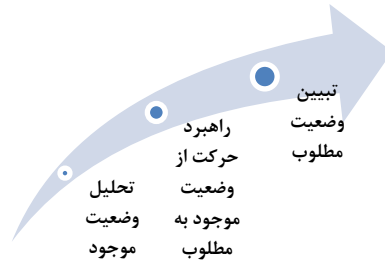 تبیین
وضعیت
مطلوب
راهبرد
حرکت از
وضعیت
موجود به
مطلوب
تحلیل
وضعیت
موجود